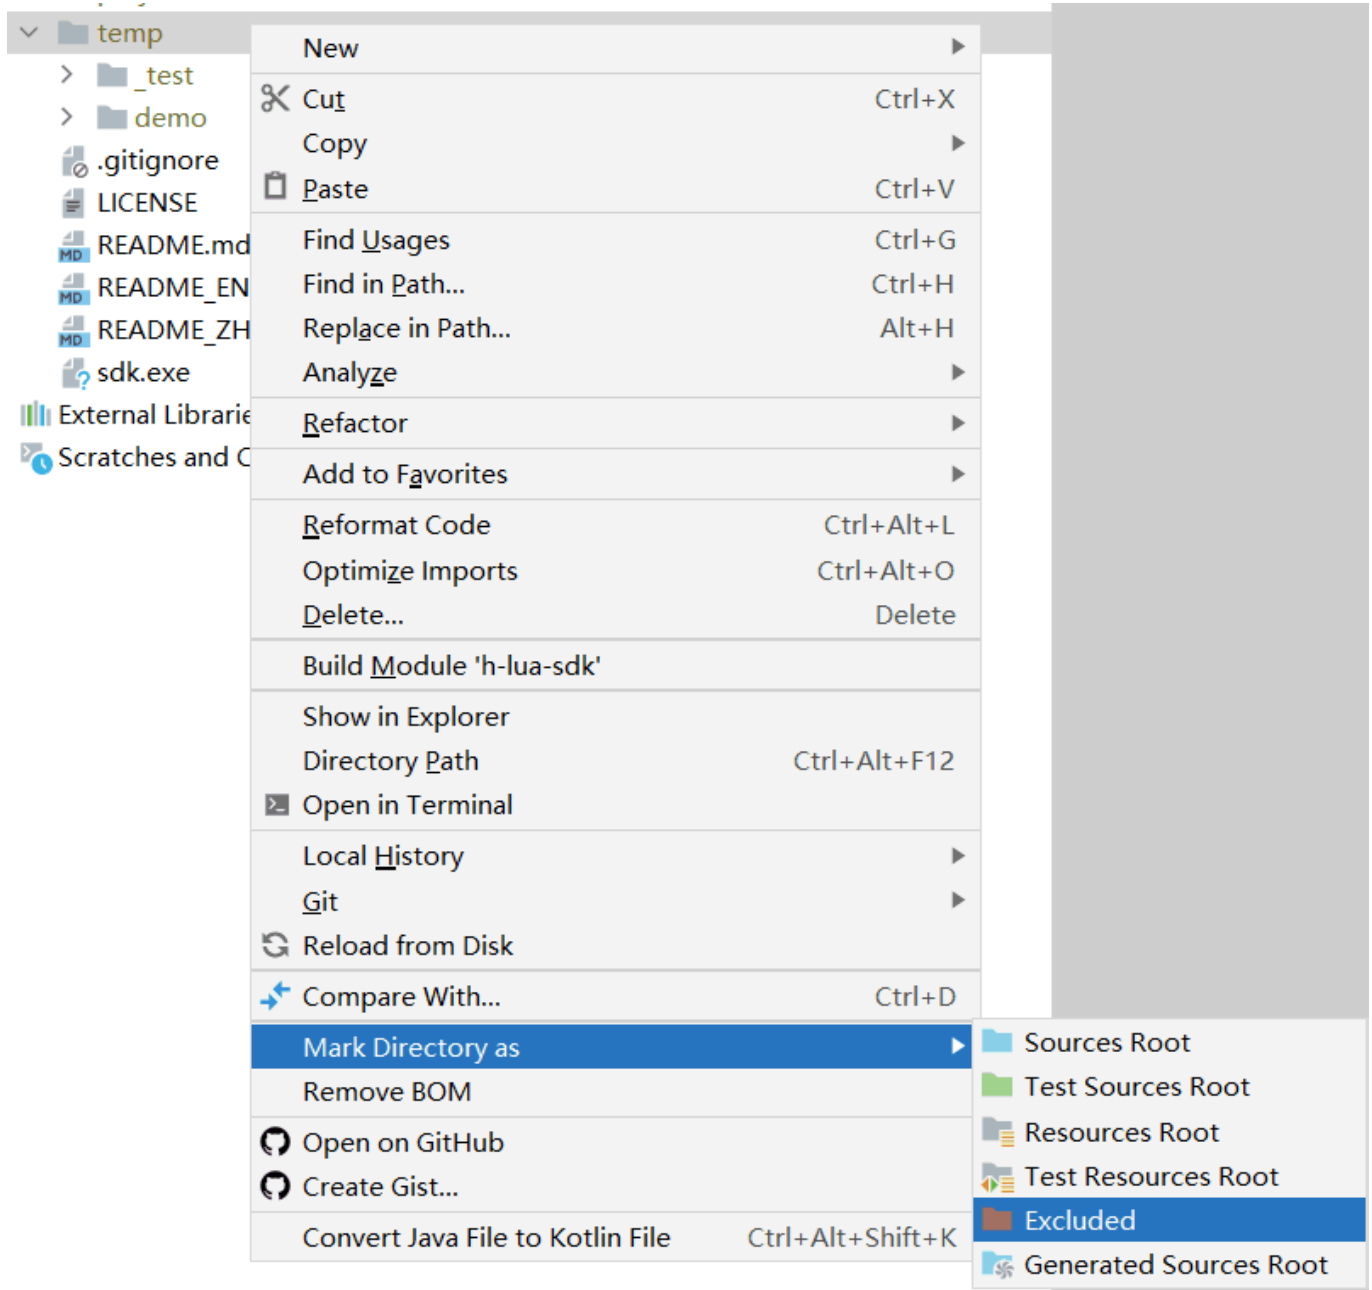 temp
_test
demo
.gitignore
LICENSE
README.md
README_EN
README_ZH
sdk.exe
External Librarie
Scratches and C
New
Cut Ctrl+X
Copy
Paste Ctrl+V
Find Usages Ctrl+G
Find in Path... Ctrl+H
Replace in Path... Alt+H
Analyze
Refactor
Add to Favorites
Reformat Code Ctrl+Alt+L
Optimize Imports Ctrl+Alt+O
Delete... Delete
Build Module 'h-lua-sdk'
Show in Explorer
Directory Path Ctrl+Alt+F12
Open in Terminal
Local History
Git
Reload from Disk
Compare With... Ctrl+D
Mark Directory as
Remove BOM
Open on GitHub
Create Gist...
Convert Java File to Kotlin File Ctrl+Alt+Shift+K
Sources Root
Test Sources Root
Resources Root
Test Resources Root
Excluded
Generated Sources Root